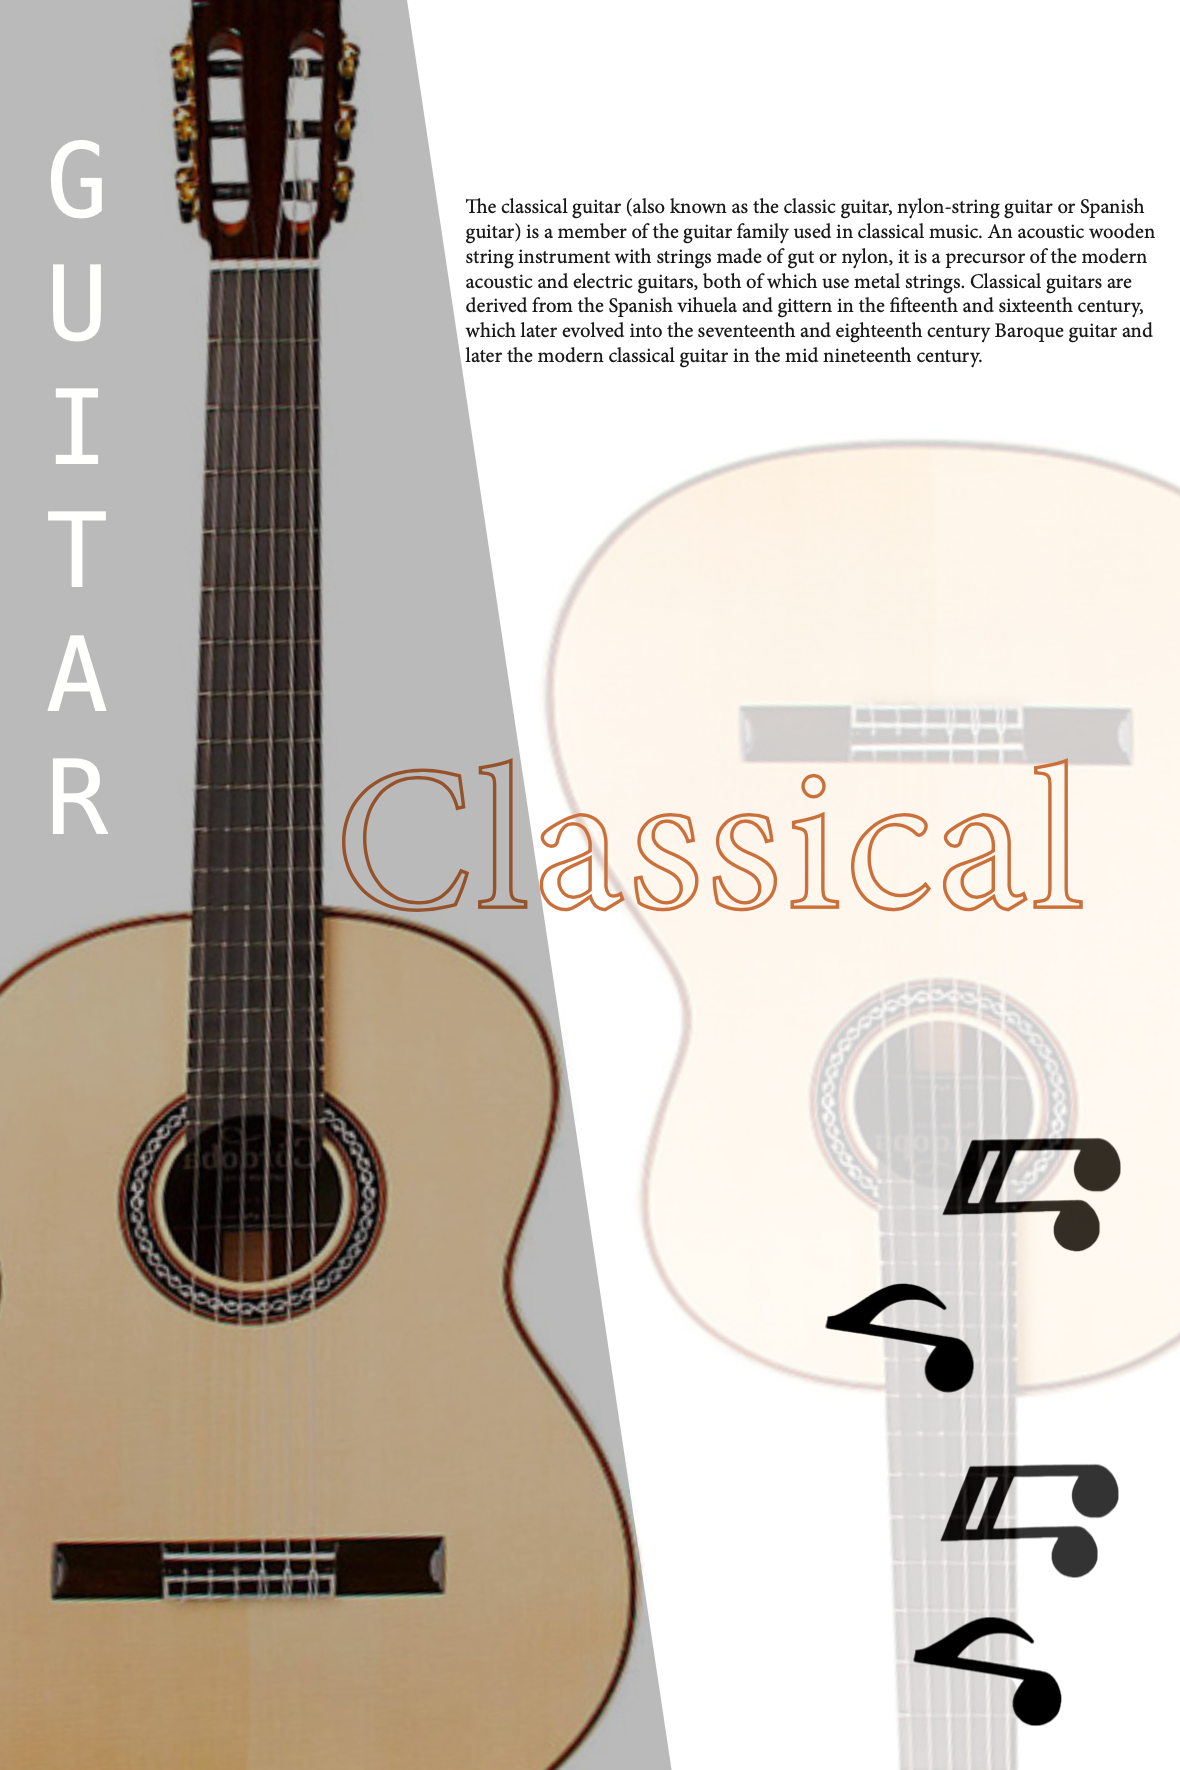 GUITAR
The classical guitar (also known as the classic guitar, nylon-string guitar or Spanish
guitar) is a member of the guitar family used in classical music. An acoustic wooden
string instrument with strings made of gut or nylon, it is a precursor of the modern
acoustic and electric guitars, both of which use metal strings. Classical guitars are
derived from the Spanish vihuela and gittern in the fifteenth and sixteenth century,
which later evolved into the seventeenth and eighteenth century Baroque guitar and
later the modern classical guitar in the mid nineteenth century.
Classical